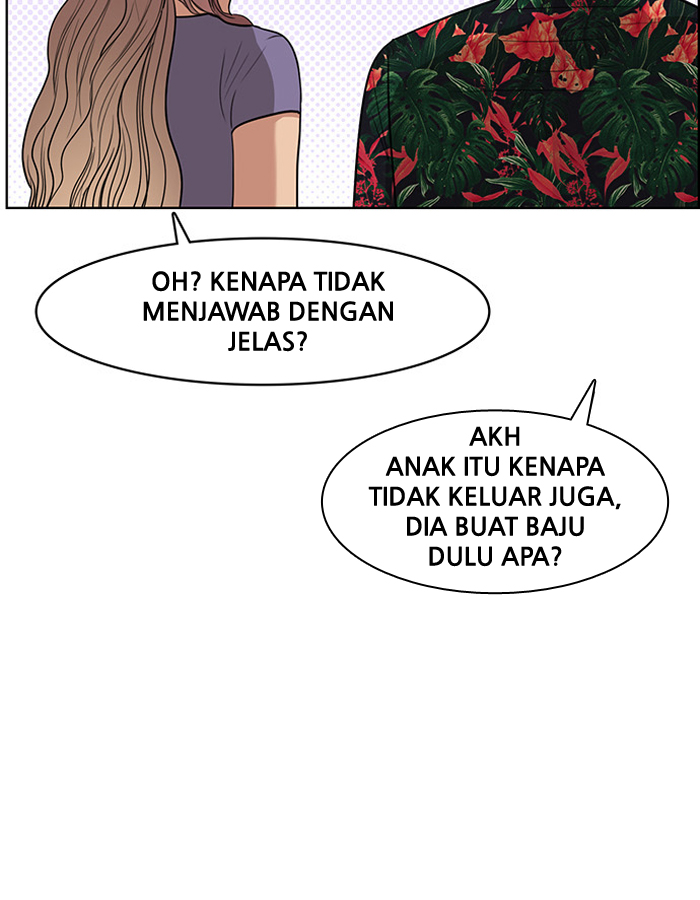 OH? KENAPA TIDAK
MENJAWAB DENGAN
JELAS?
AKH
ANAK ITU KENAPA
TIDAK KELUAR JUGA,
DIA BUAT BAJU
DULU APA?